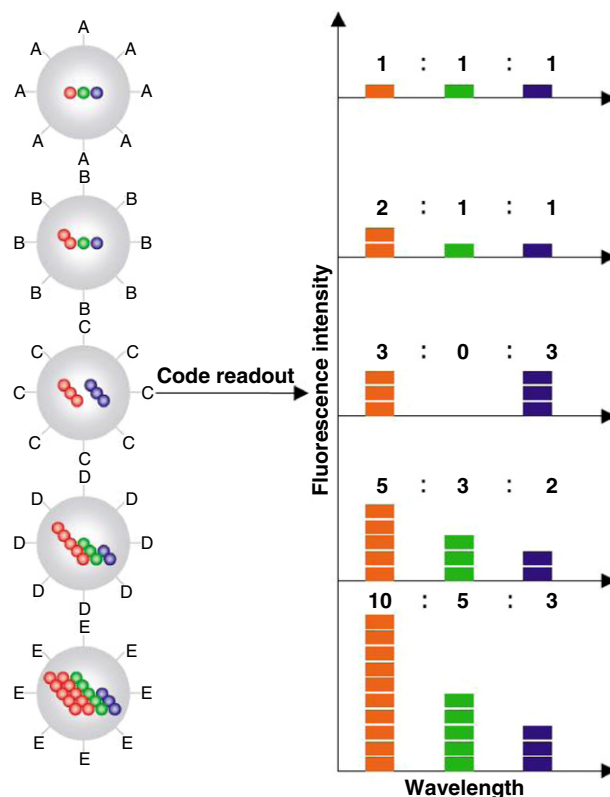 A
A A
A A
A A
A
B
B B
B B
B B
B
C
C C
C C
C C
C
D
D D
D D
D D
D
E
E E
E E
E E
E
Code readout
Fluorescence intensity
1 : 1 : 1
2 : 1 : 1
3 : 0 : 3
5 : 3 : 2
10 : 5 : 3
Wavelength